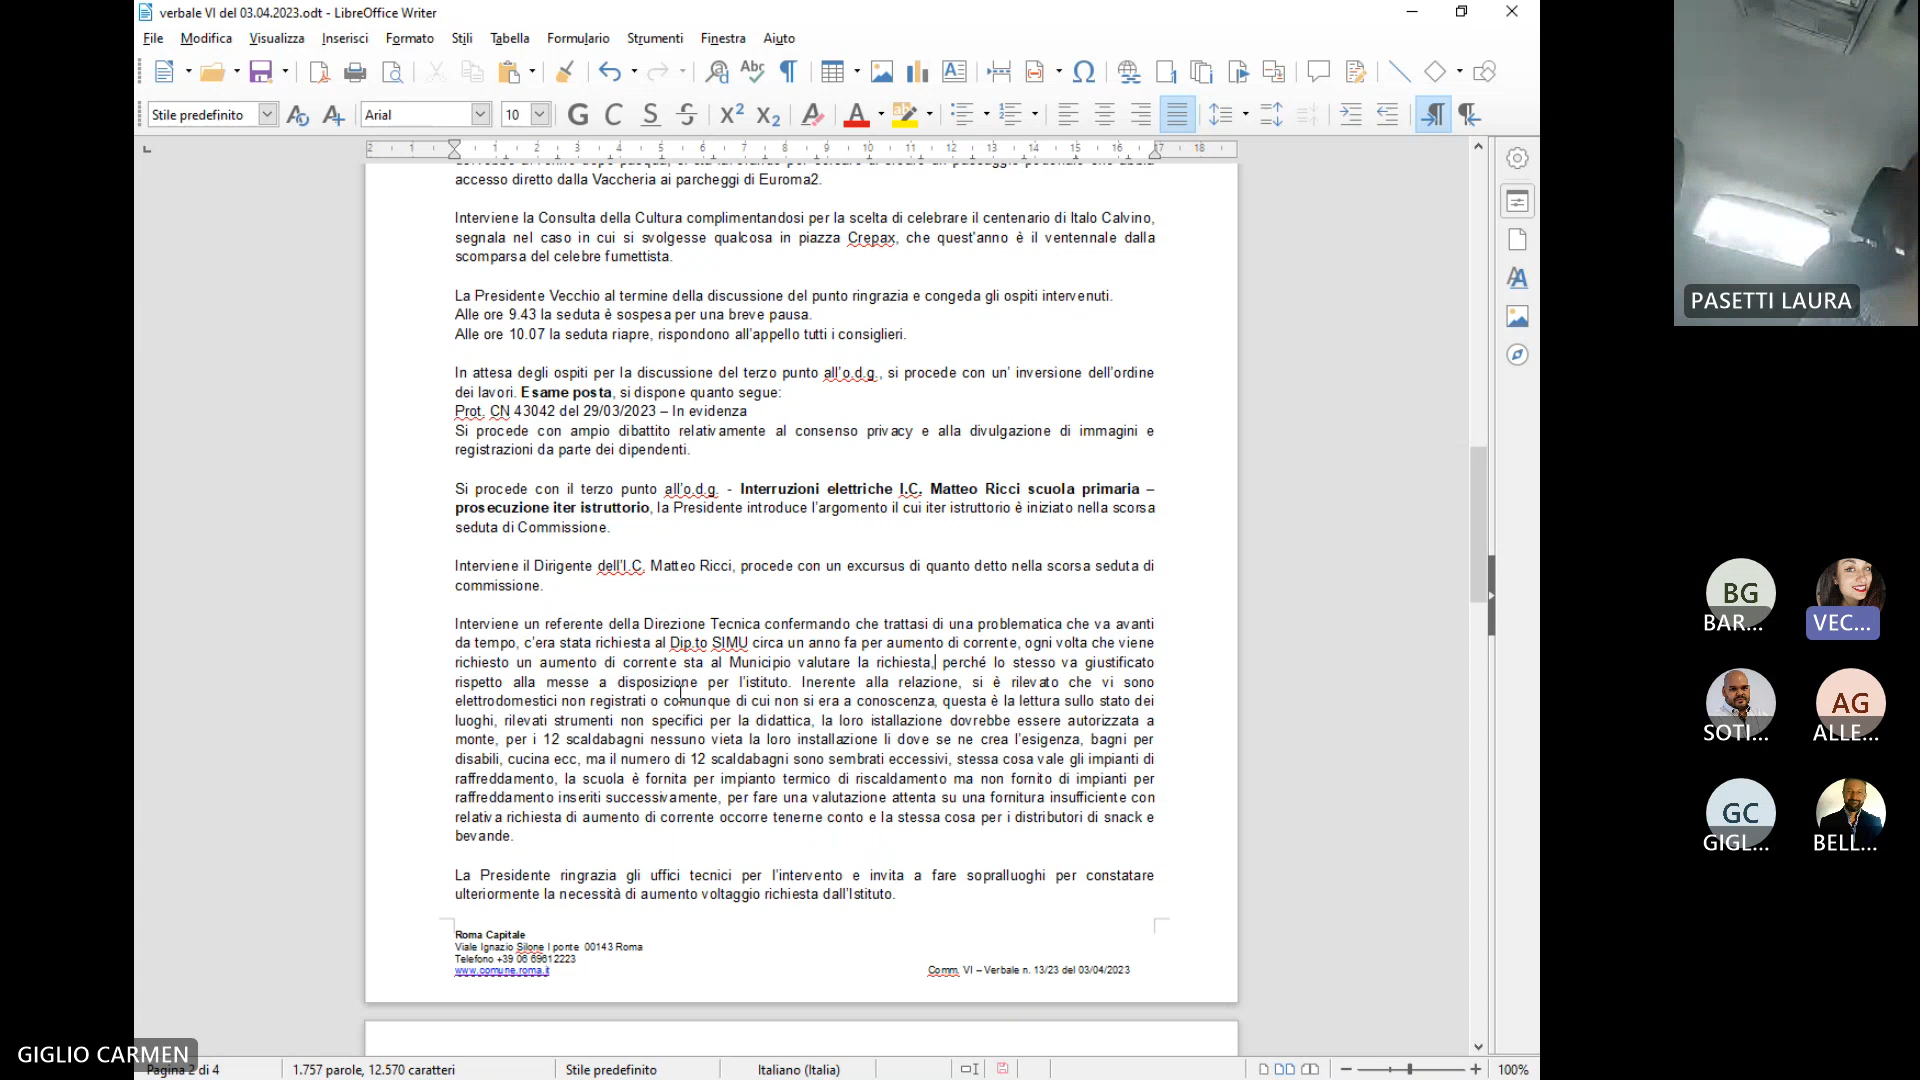 verbale VI del 03.04.2023.odt - LibreOffice Writer
File Modifica Visualizza Inserisci Formato Stili Tabella Formulario Strumenti Finestra Aiuto
Stile predefinito Arial 10
accesso diretto dalla Vaccheria ai parcheggi di Euroma2.
Interviene la Consulta della Cultura complimentandosi per la scelta di celebrare il centenario di Italo Calvino,
segnala nel caso in cui si svolgesse qualcosa in piazza Crepax, che quest'anno è il ventennale dalla
scomparsa del celebre fumettista.
La Presidente Vecchio al termine della discussione del punto ringrazia e congeda gli ospiti intervenuti.
Alle ore 9.43 la seduta è sospesa per una breve pausa.
Alle ore 10.07 la seduta riapre, rispondono all'appello tutti i consiglieri.
In attesa degli ospiti per la discussione del terzo punto all'o.d.g., si procede con un' inversione dell'ordine
dei lavori. Esame posta, si dispone quanto segue:
Prot. CN 43042 del 29/03/2023 – In evidenza
Si procede con ampio dibattito relativamente al consenso privacy e alla divulgazione di immagini e
registrazioni da parte dei dipendenti.
Si procede con il terzo punto all'o.d.g. - Interruzioni elettriche I.C. Matteo Ricci scuola primaria –
prosecuzione iter istruttorio, la Presidente introduce l'argomento il cui iter istruttorio è iniziato nella scorsa
seduta di Commissione.
Interviene il Dirigente dell'I.C. Matteo Ricci, procede con un excursus di quanto detto nella scorsa seduta di
commissione.
Interviene un referente della Direzione Tecnica confermando che trattasi di una problematica che va avanti
da tempo, c'era stata richiesta al Dip.to SIMU circa un anno fa per aumento di corrente, ogni volta che viene
richiesto un aumento di corrente sta al Municipio valutare la richiesta, perché lo stesso va giustificato
rispetto alla messe a disposizione per l'istituto. Inerente alla relazione, si è rilevato che vi sono
elettrodomestici non registrati o comunque di cui non si era a conoscenza, questa è la lettura sullo stato dei
luoghi, rilevati strumenti non specifici per la didattica, la loro istallazione dovrebbe essere autorizzata a
monte, per i 12 scaldabagni nessuno vieta la loro installazione li dove se ne crea l'esigenza, bagni per
disabili, cucina ecc, ma il numero di 12 scaldabagni sono sembrati eccessivi, stessa cosa vale gli impianti di
raffreddamento, la scuola è fornita per impianto termico di riscaldamento ma non fornito di impianti per
raffreddamento inseriti successivamente, per fare una valutazione attenta su una fornitura insufficiente con
relativa richiesta di aumento di corrente occorre tenerne conto e la stessa cosa per i distributori di snack e
bevande.
La Presidente ringrazia gli uffici tecnici per l'intervento e invita a fare sopralluoghi per constatare
ulteriormente la necessità di aumento voltaggio richiesta dall'Istituto.
Roma Capitale
Viale Ignazio Silone I ponte 00143 Roma
Telefono +39 06 69612223
www.comune.roma.it
Comm. VI – Verbale n. 13/23 del 03/04/2023
Pagina 2 di 4 1.757 parole, 12.570 caratteri Stile predefinito Italiano (Italia) 100%
GIGLIO CARMEN
PASETTI LAURA
BG
BAR...
VEC...
SOTI...
AG
ALLE...
GC
GIGL...
BELL...